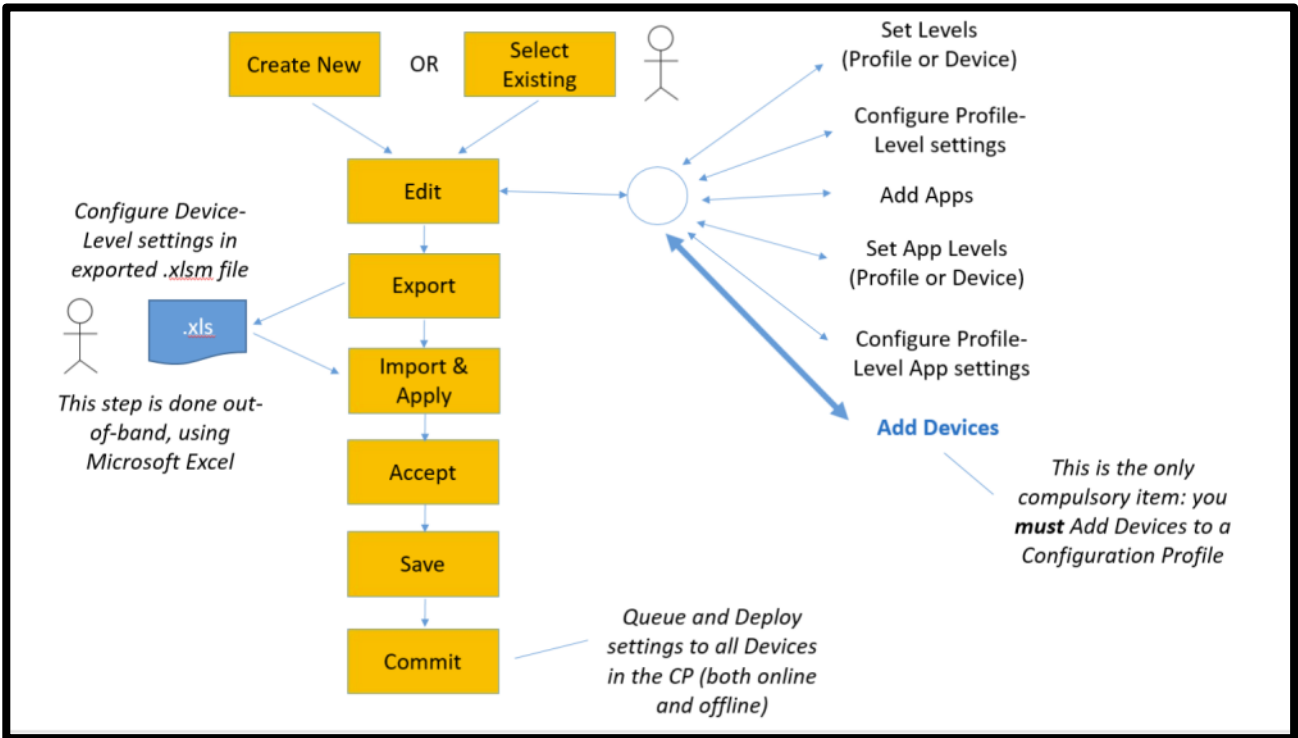 Create New
OR
Select
Existing
Set Levels
(Profile or Device)
Configure Profile-
Level settings
Add Apps
Set App Levels
(Profile or Device)
Configure Profile-
Level App settings
Add Devices
This is the only
compulsory item: you
must Add Devices to a
Configuration Profile
Edit
Configure Device-
Level settings in
exported .xlsm file
.xls
This step is done out-
of-band, using
Microsoft Excel
Export
Import &
Apply
Accept
Save
Commit
Queue and Deploy
settings to all Devices
in the CP (both online
and offline)